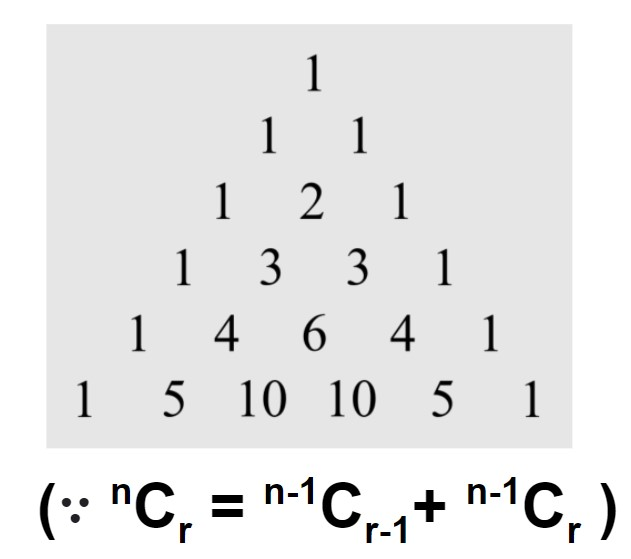 1
1 1
1 2 1
1 3 3 1
1 4 6 4 1
1 5 10 10 5 1
(∵ ⁿCᵣ = ⁿ⁻¹Cᵣ₋₁+ ⁿ⁻¹Cᵣ )